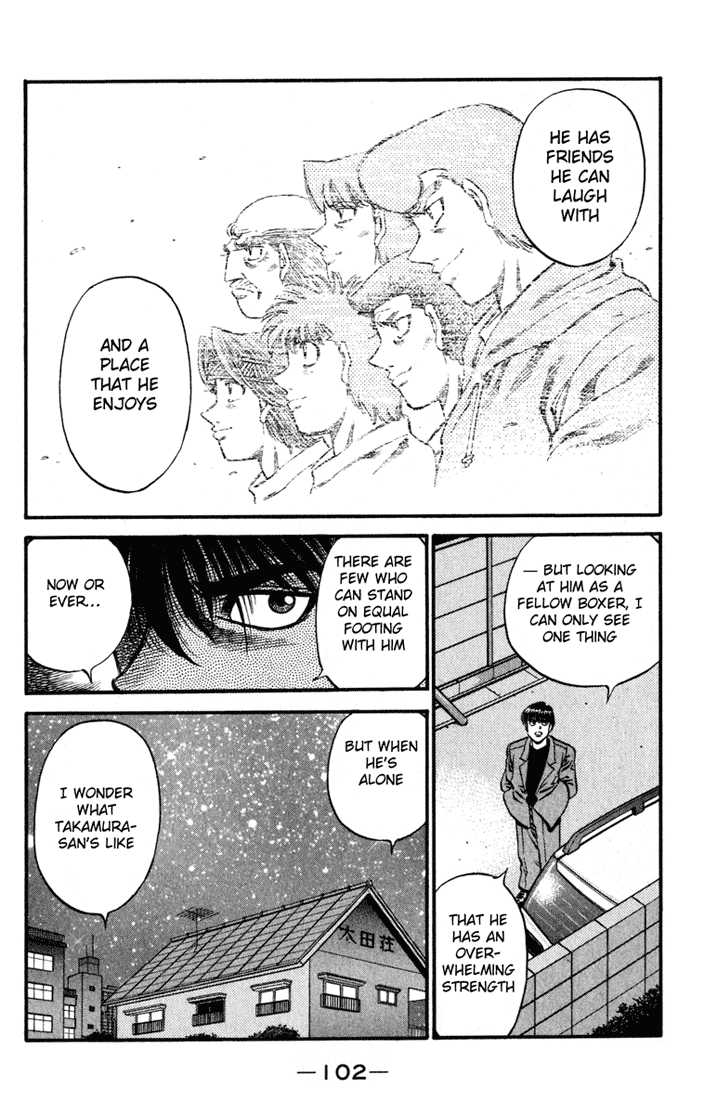 HE HAS
FRIENDS
HE CAN
LAUGH
WITH
AND A
PLACE
THAT HE
ENJOYS
— BUT LOOKING
AT HIM AS A
FELLOW BOXER, I
CAN ONLY SEE
ONE THING
THAT HE
HAS AN
OVER-
WHELMING
STRENGTH
THERE ARE
FEW WHO
CAN STAND
ON EQUAL
FOOTING
WITH HIM
NOW OR
EVER...
BUT WHEN
HE'S
ALONE
I WONDER
WHAT
TAKAMURA-
SAN'S LIKE
太田荘
—102—